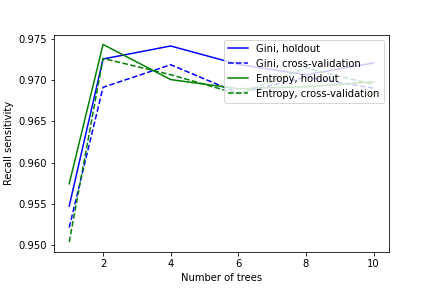 0.975
0.970
0.965
0.960
0.955
0.950
Recall sensitivity
Gini, holdout
Gini, cross-validation
Entropy, holdout
Entropy, cross-validation
2 4 6 8 10
Number of trees